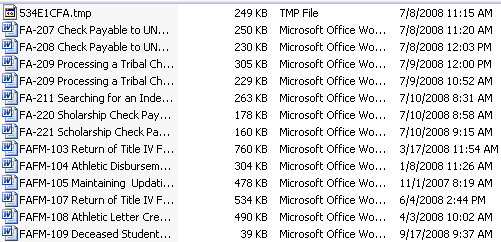 534E1CFA.tmp 249 KB TMP File 7/8/2008 11:15 AM
FA-207 Check Payable to UN... 250 KB Microsoft Office Wo... 7/8/2008 11:20 AM
FA-208 Check Payable to UN... 230 KB Microsoft Office Wo... 7/8/2008 12:03 PM
FA-209 Processing a Tribal Ch... 305 KB Microsoft Office Wo... 7/9/2008 12:00 PM
FA-209 Processing a Tribal Ch... 229 KB Microsoft Office Wo... 7/9/2008 10:52 AM
FA-211 Searching for an Inde... 263 KB Microsoft Office Wo... 7/10/2008 8:31 AM
FA-220 Sholarship Check Pay... 178 KB Microsoft Office Wo... 7/10/2008 8:58 AM
FA-221 Scholarship Check Pa... 160 KB Microsoft Office Wo... 7/10/2008 9:15 AM
FAFM-103 Return of Title IV F... 760 KB Microsoft Office Wo... 3/17/2008 11:54 AM
FAFM-104 Athletic Disbursem... 304 KB Microsoft Office Wo... 1/8/2008 11:26 AM
FAFM-105 Maintaining Updati... 478 KB Microsoft Office Wo... 11/1/2007 8:19 AM
FAFM-107 Return of Title IV F... 534 KB Microsoft Office Wo... 6/4/2008 2:44 PM
FAFM-108 Athletic Letter Cre... 490 KB Microsoft Office Wo... 4/3/2008 10:02 AM
FAFM-109 Deceased Student... 39 KB Microsoft Office Wo... 9/17/2008 9:37 AM